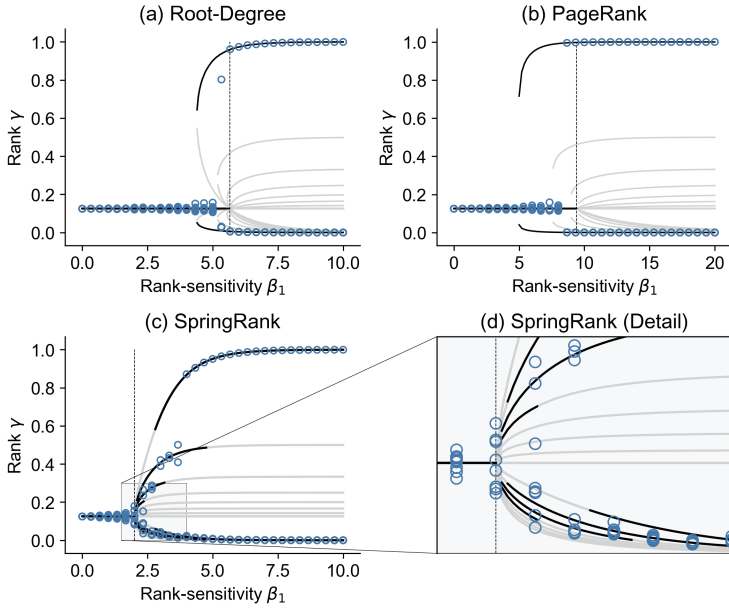 (a) Root-Degree
1.0
0.8
0.6
0.4
0.2
0.0
Rank γ
0.0 2.5 5.0 7.5 10.0
Rank-sensitivity β₁
(b) PageRank
1.0
0.8
0.6
0.4
0.2
0.0
Rank γ
0 5 10 15 20
Rank-sensitivity β₁
(c) SpringRank
1.0
0.8
0.6
0.4
0.2
0.0
Rank γ
0.0 2.5 5.0 7.5 10.0
Rank-sensitivity β₁
(d) SpringRank (Detail)